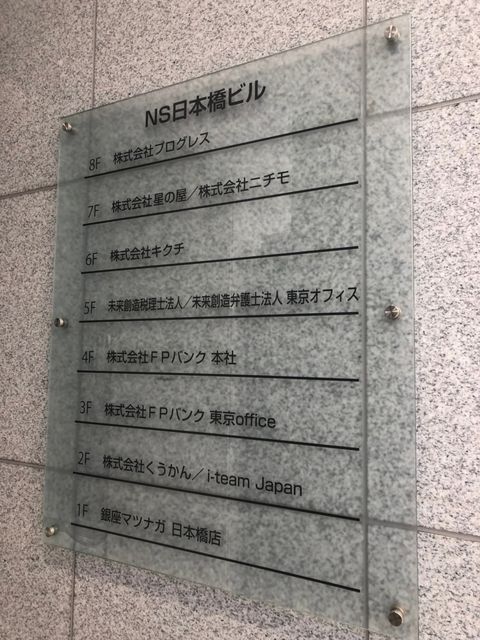 NS日本橋ビル
8F 株式会社プログレス
7F 株式会社星の屋／株式会社ニチモ
6F 株式会社キクチ
5F 未来創造税理士法人／未来創造弁護士法人 東京オフィス
4F 株式会社ＦＰバンク 本社
3F 株式会社ＦＰバンク 東京office
2F 株式会社くうかん／i-team Japan
1F 銀座マツナガ 日本橋店